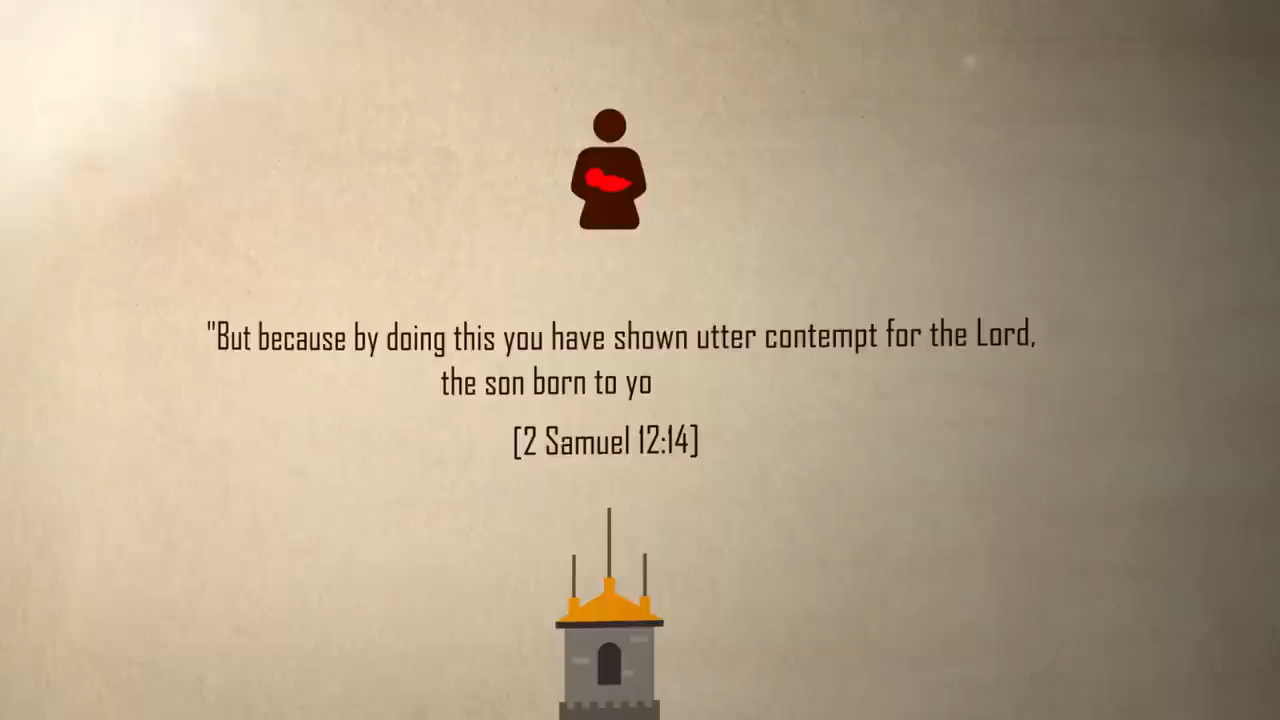 "But because by doing this you have shown utter contempt for the Lord,
the son born to yo
[2 Samuel 12:14]